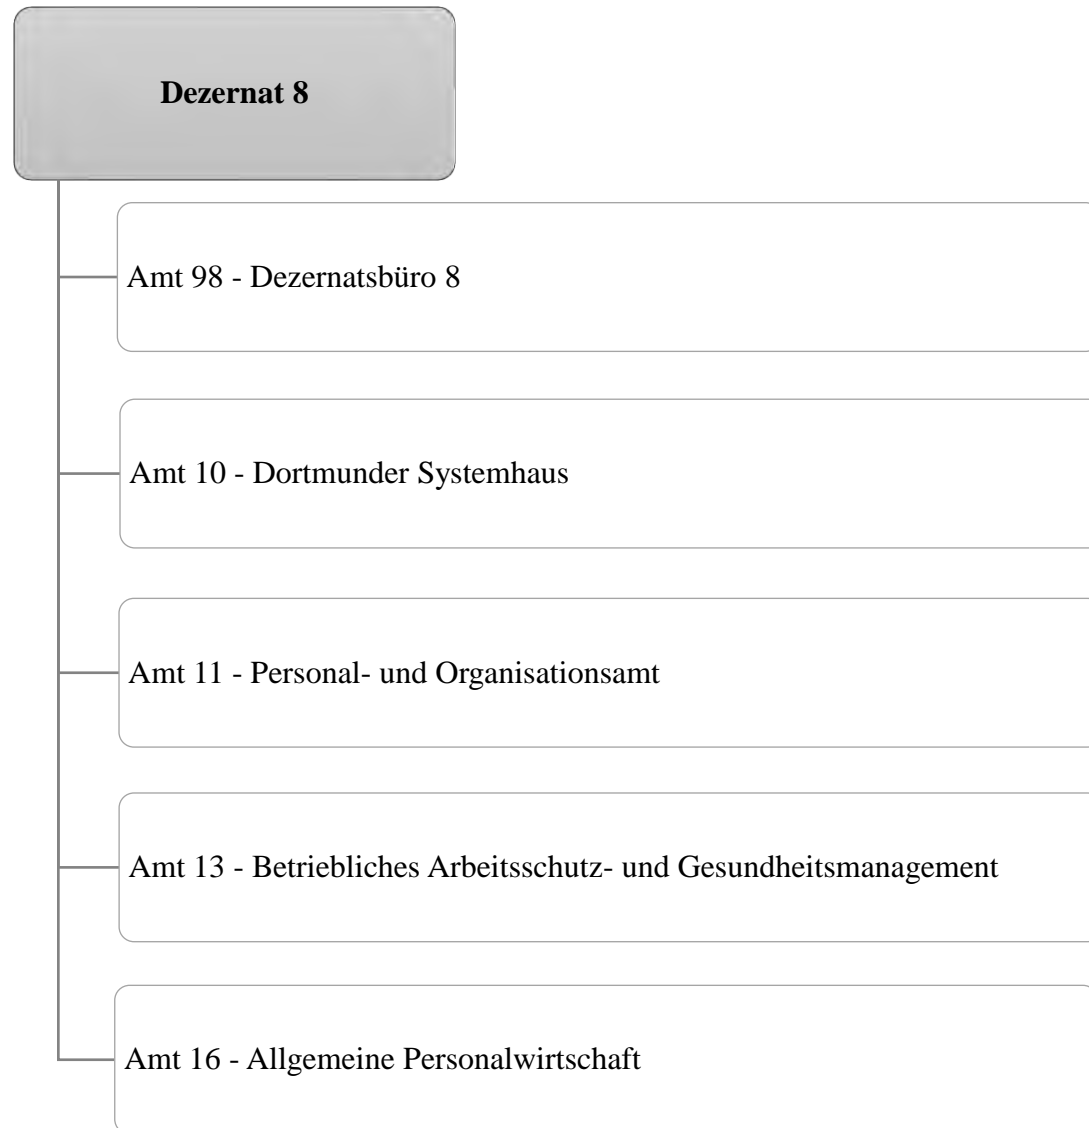 Dezernat 8
Amt 98 - Dezernatsbüro 8
Amt 10 - Dortmunder Systemhaus
Amt 11 - Personal- und Organisationsamt
Amt 13 - Betriebliches Arbeitsschutz- und Gesundheitsmanagement
Amt 16 - Allgemeine Personalwirtschaft